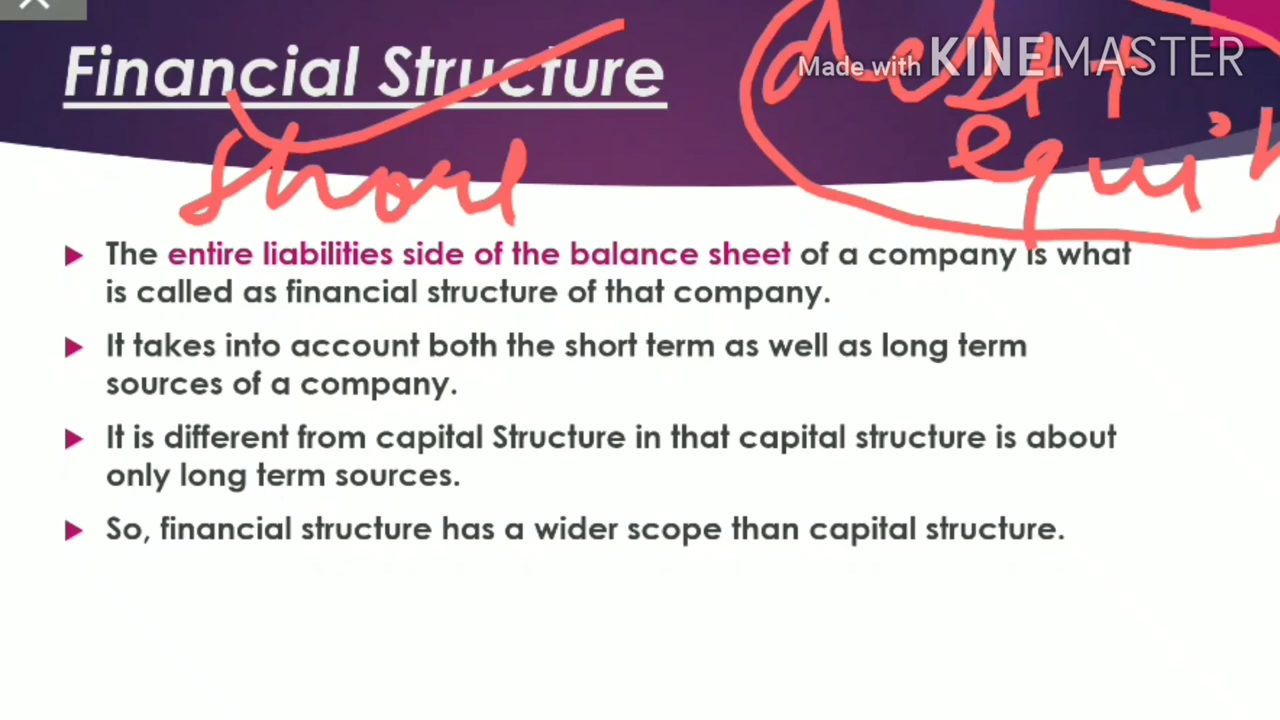 Financial Structure
Made with KINEMASTER
debt +
equi
short
The entire liabilities side of the balance sheet of a company is what
is called as financial structure of that company.
It takes into account both the short term as well as long term
sources of a company.
It is different from capital Structure in that capital structure is about
only long term sources.
So, financial structure has a wider scope than capital structure.